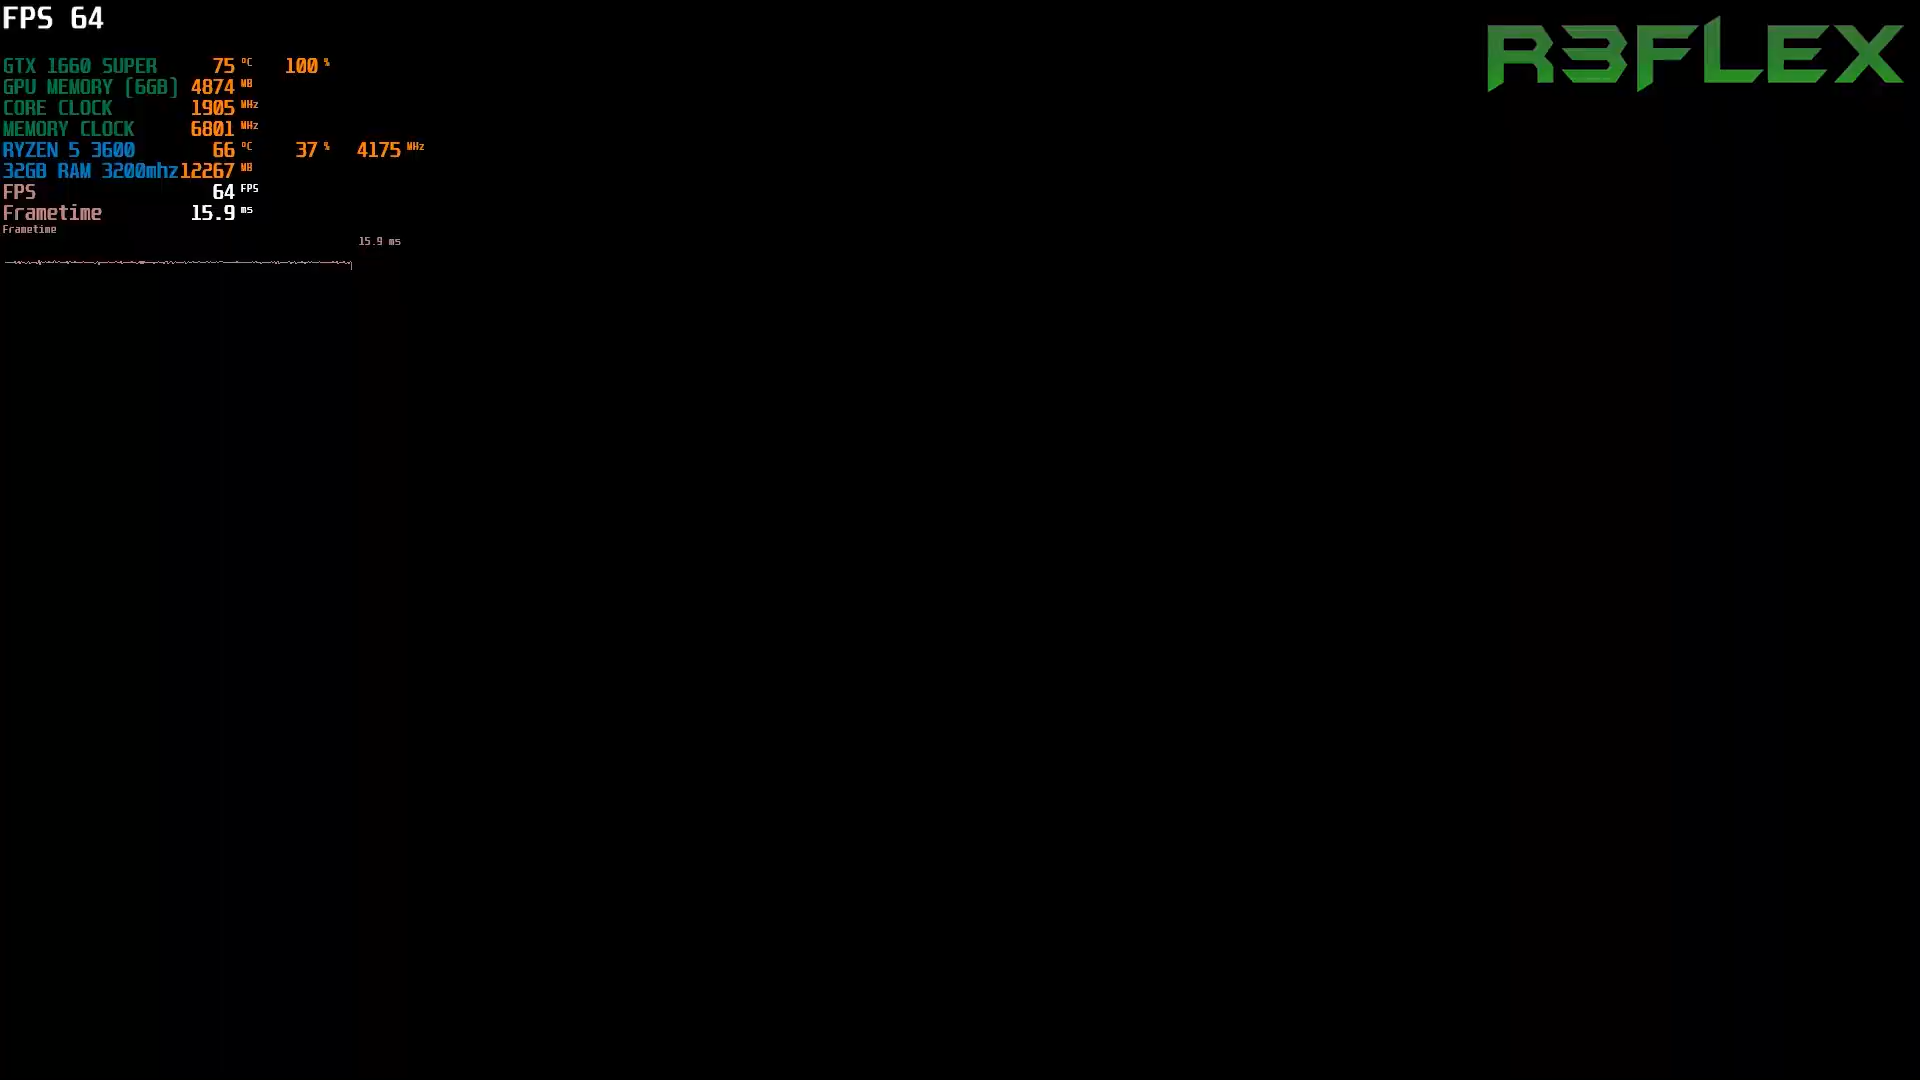 FPS 64
R3FLEX
GTX 1660 SUPER 75 °C 100 %
GPU MEMORY [6GB] 4874 MB
CORE CLOCK 1905 MHz
MEMORY CLOCK 6801 MHz
RYZEN 5 3600 66 °C 37 % 4175 MHz
32GB RAM 3200mhz 12267 MB
FPS 64 FPS
Frametime 15.9 ms
Frametime
15.9 ms